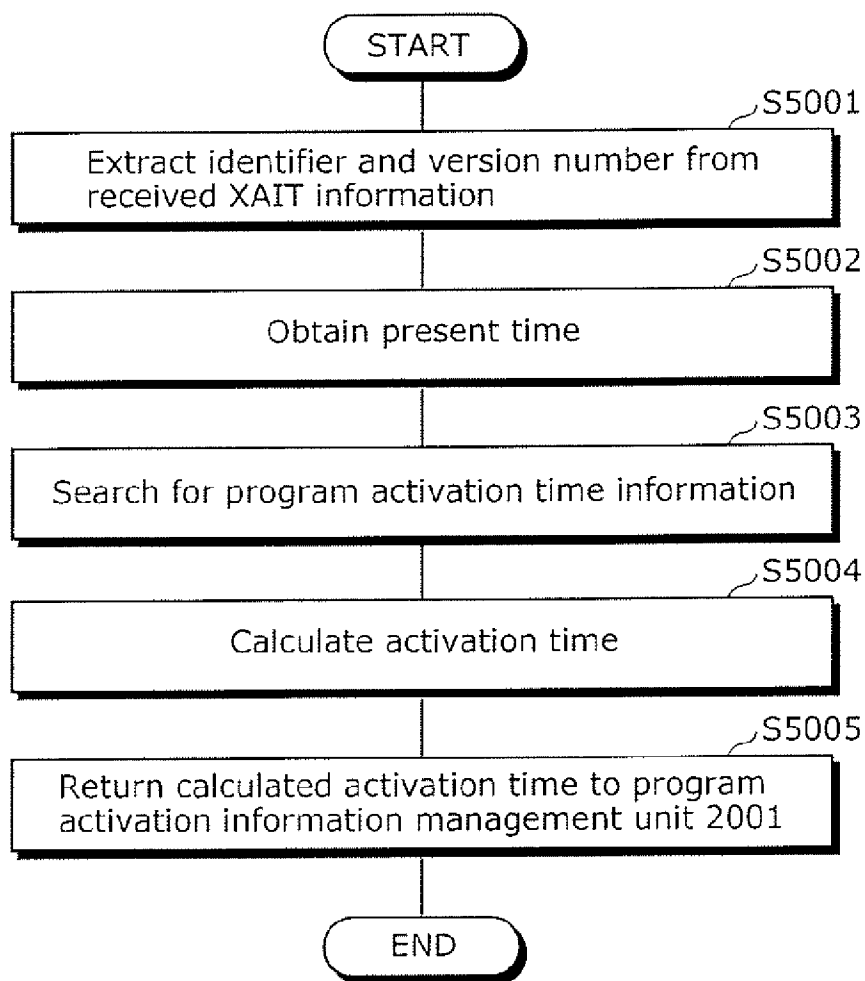 START
S5001
Extract identifier and version number from
received XAIT information
S5002
Obtain present time
S5003
Search for program activation time information
S5004
Calculate activation time
S5005
Return calculated activation time to program
activation information management unit 2001
END